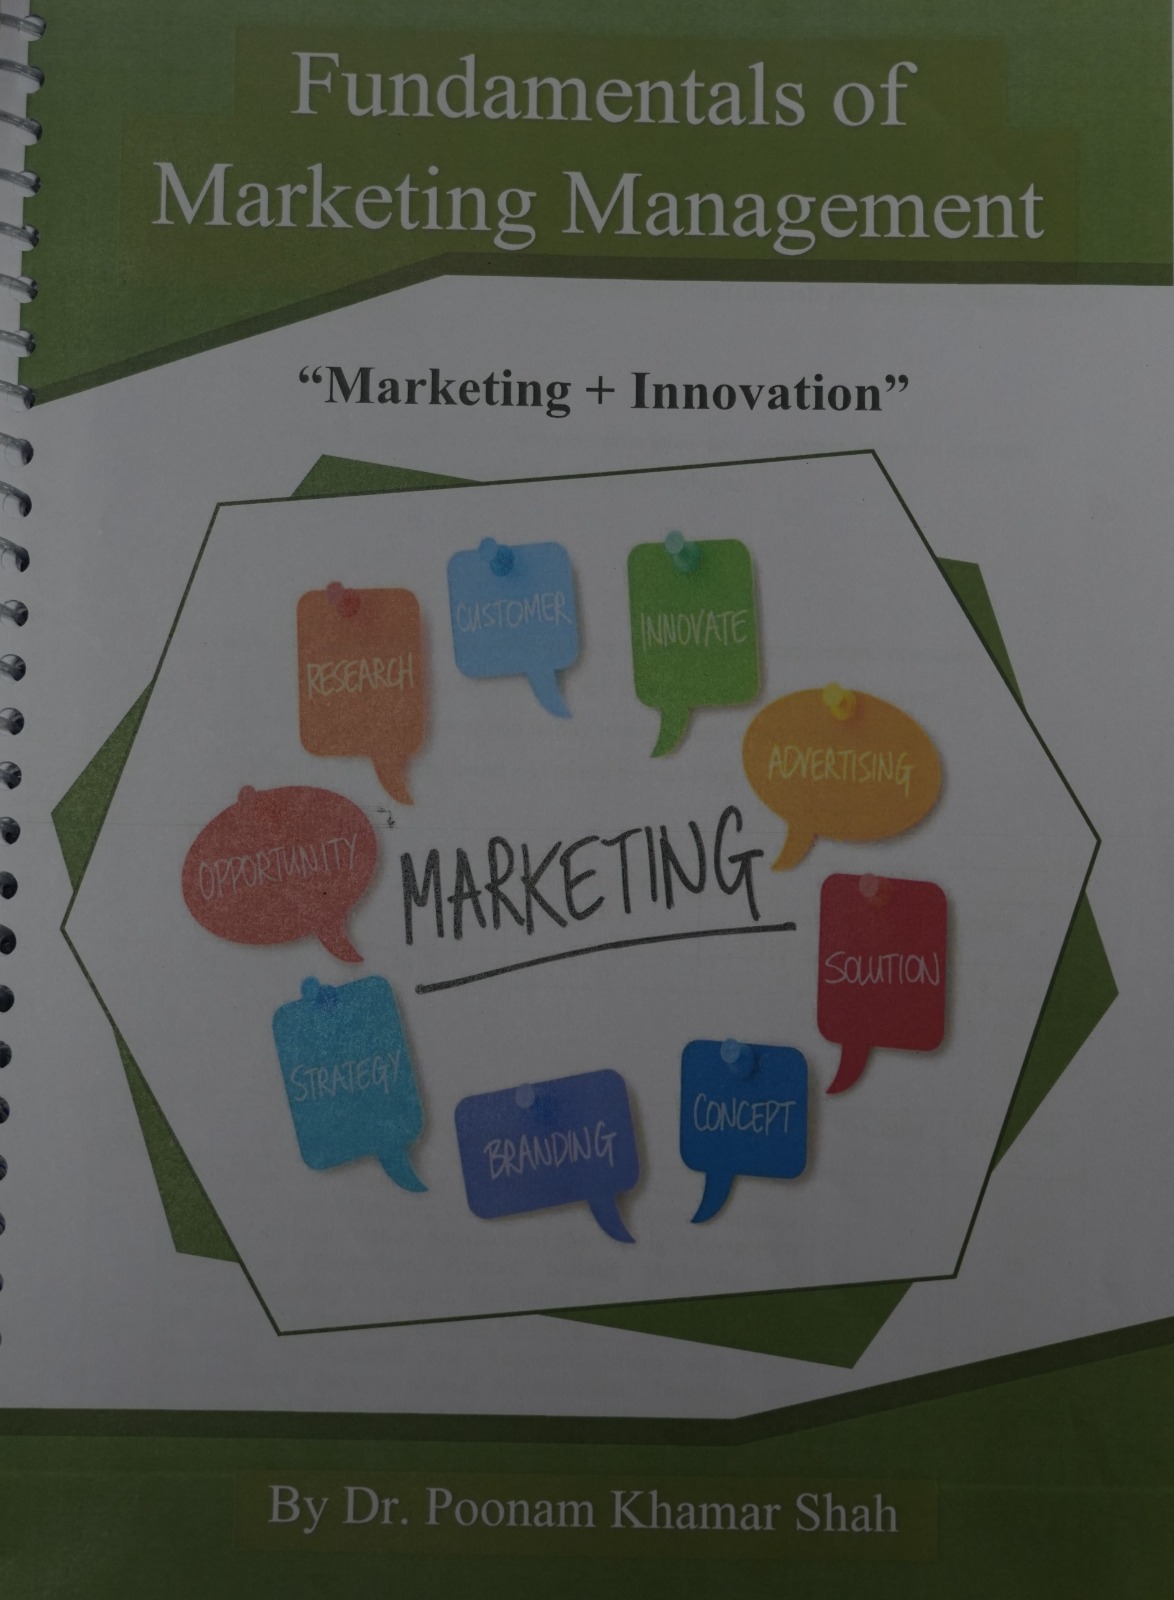 Fundamentals of
Marketing Management
“Marketing + Innovation”
CUSTOMER
INNOVATE
RESEARCH
ADVERTISING
OPPORTUNITY
MARKETING
SOLUTION
STRATEGY
CONCEPT
BRANDING
By Dr. Poonam Khamar Shah